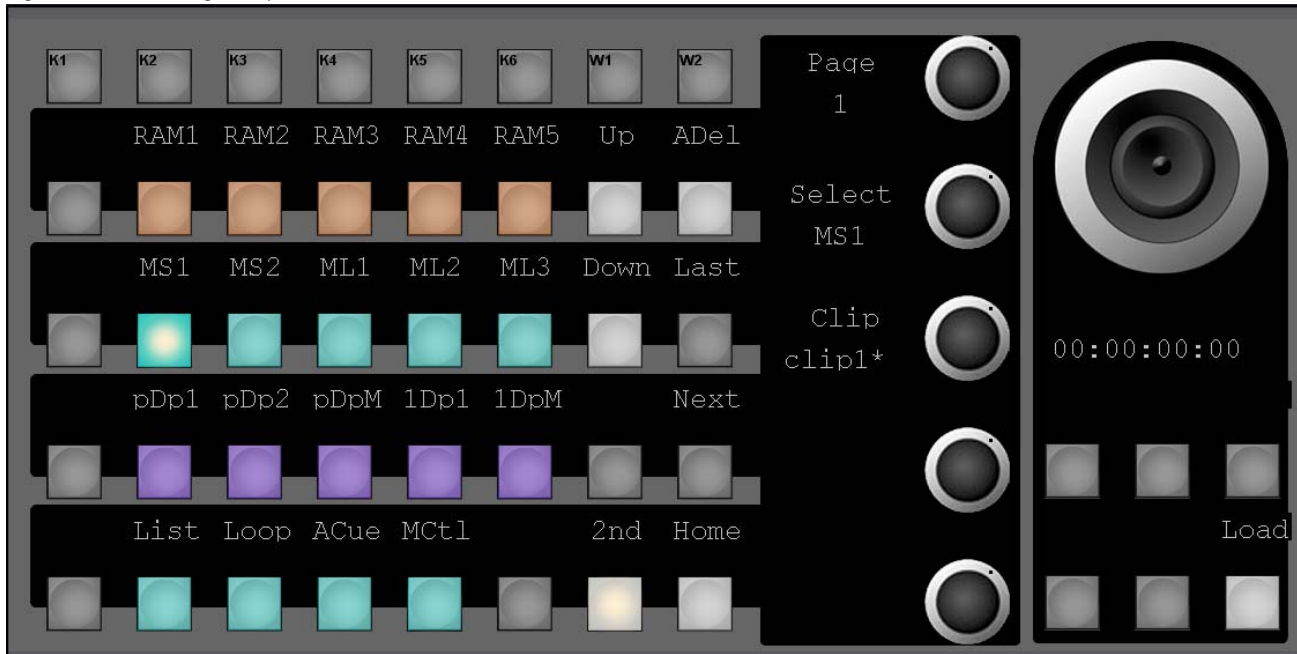 K1 K2 K3 K4 K5 K6 W1 W2
RAM1 RAM2 RAM3 RAM4 RAM5 Up ADel
MS1 MS2 ML1 ML2 ML3 Down Last
pDp1 pDp2 pDpM 1Dp1 1DpM Next
List Loop ACue MCtl 2nd Home
Page
1
Select
MS1
Clip
clip1*
00:00:00:00
Load